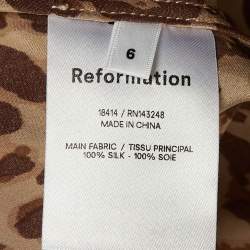 6
Reformation
18414 / RN143248
MADE IN CHINA
MAIN FABRIC / TISSU PRINCIPAL
100% SILK - 100% SOIE